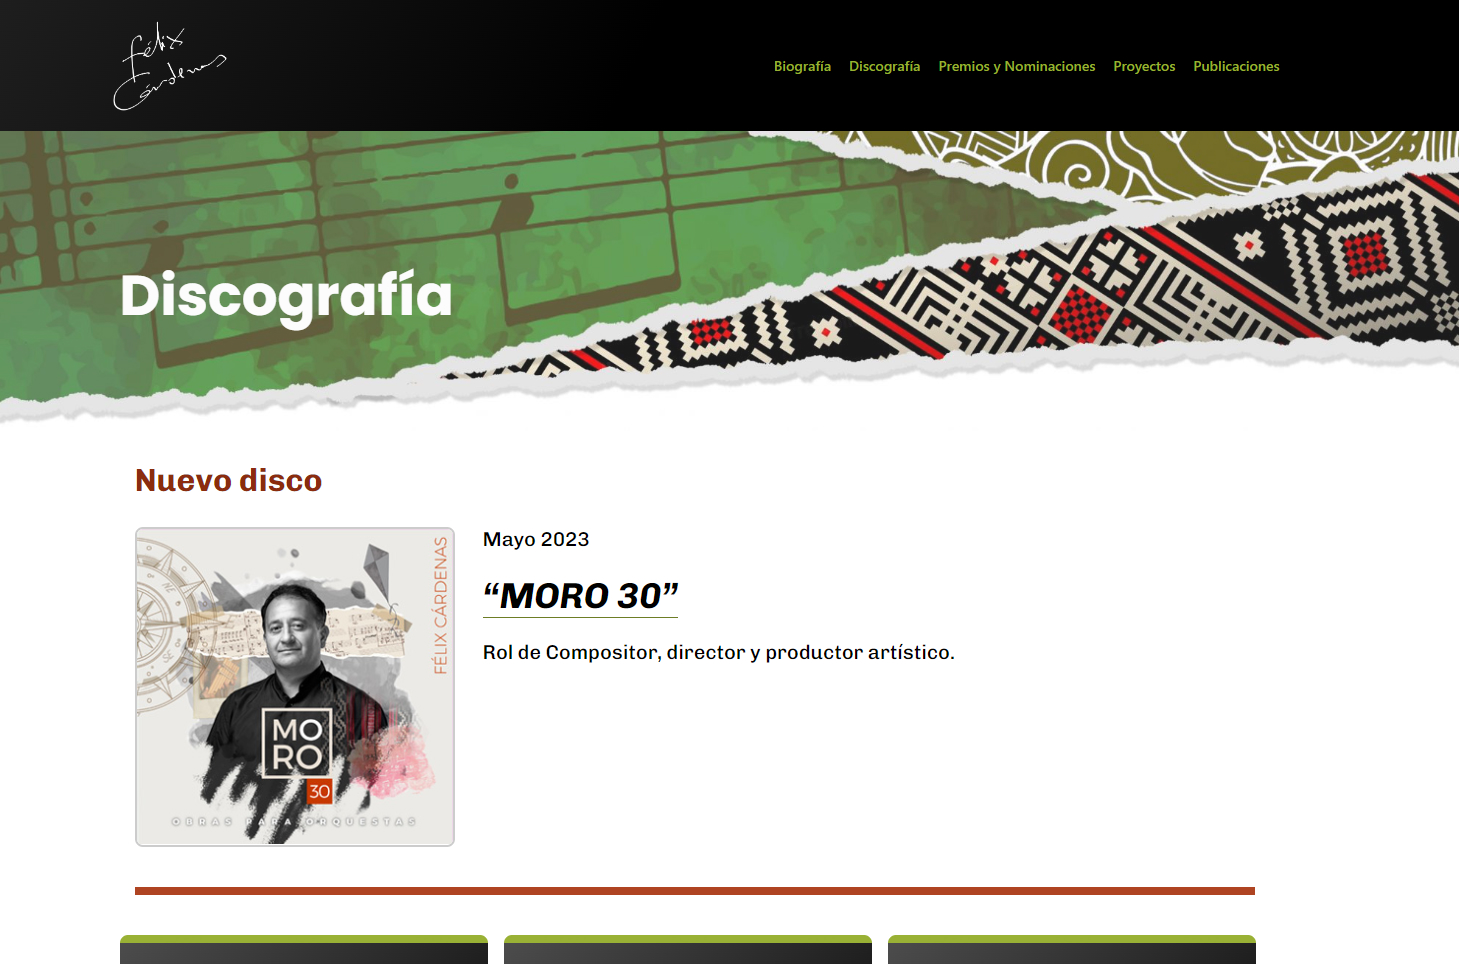 Félix
Cárdenas
Biografía Discografía Premios y Nominaciones Proyectos Publicaciones
Discografía
Nuevo disco
FÉLIX CÁRDENAS
MO
RO
30
OBRAS PARA ORQUESTAS
Mayo 2023
“MORO 30”
Rol de Compositor, director y productor artístico.